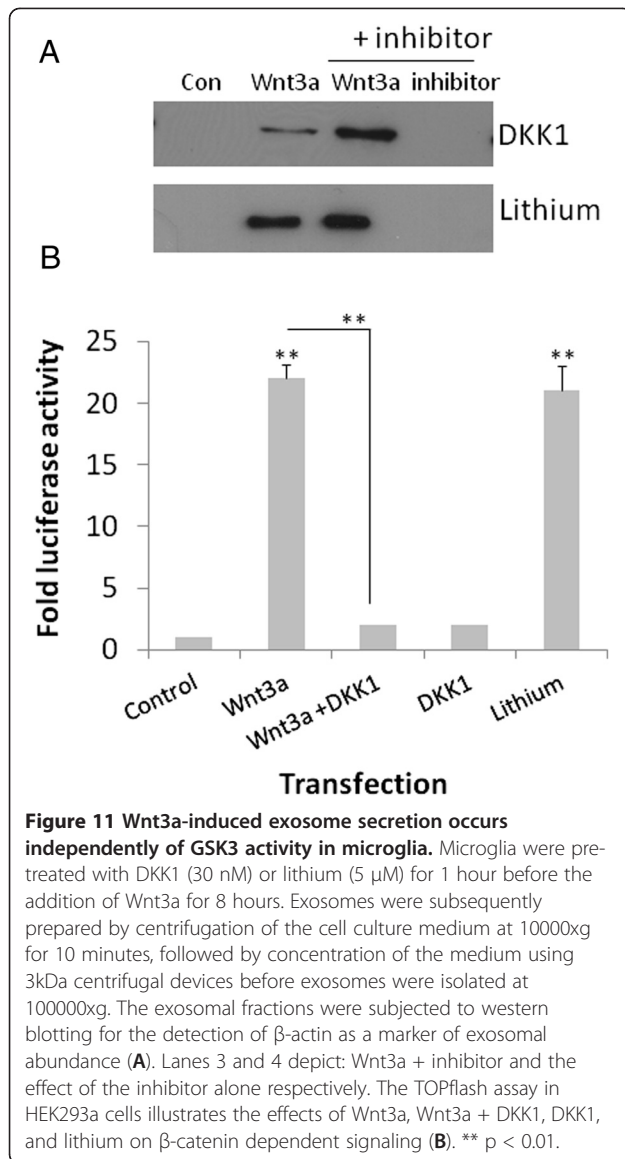 A
+ inhibitor
Con Wnt3a Wnt3a inhibitor
DKK1
Lithium
B
**
** **
25
20
15
10
5
0
Fold luciferase activity
Control Wnt3a Wnt3a +DKK1 DKK1 Lithium
Transfection
Figure 11 Wnt3a-induced exosome secretion occurs
independently of GSK3 activity in microglia. Microglia were pre-
treated with DKK1 (30 nM) or lithium (5 μM) for 1 hour before the
addition of Wnt3a for 8 hours. Exosomes were subsequently
prepared by centrifugation of the cell culture medium at 10000xg
for 10 minutes, followed by concentration of the medium using
3kDa centrifugal devices before exosomes were isolated at
100000xg. The exosomal fractions were subjected to western
blotting for the detection of β-actin as a marker of exosomal
abundance (A). Lanes 3 and 4 depict: Wnt3a + inhibitor and the
effect of the inhibitor alone respectively. The TOPflash assay in
HEK293a cells illustrates the effects of Wnt3a, Wnt3a + DKK1, DKK1,
and lithium on β-catenin dependent signaling (B). ** p < 0.01.